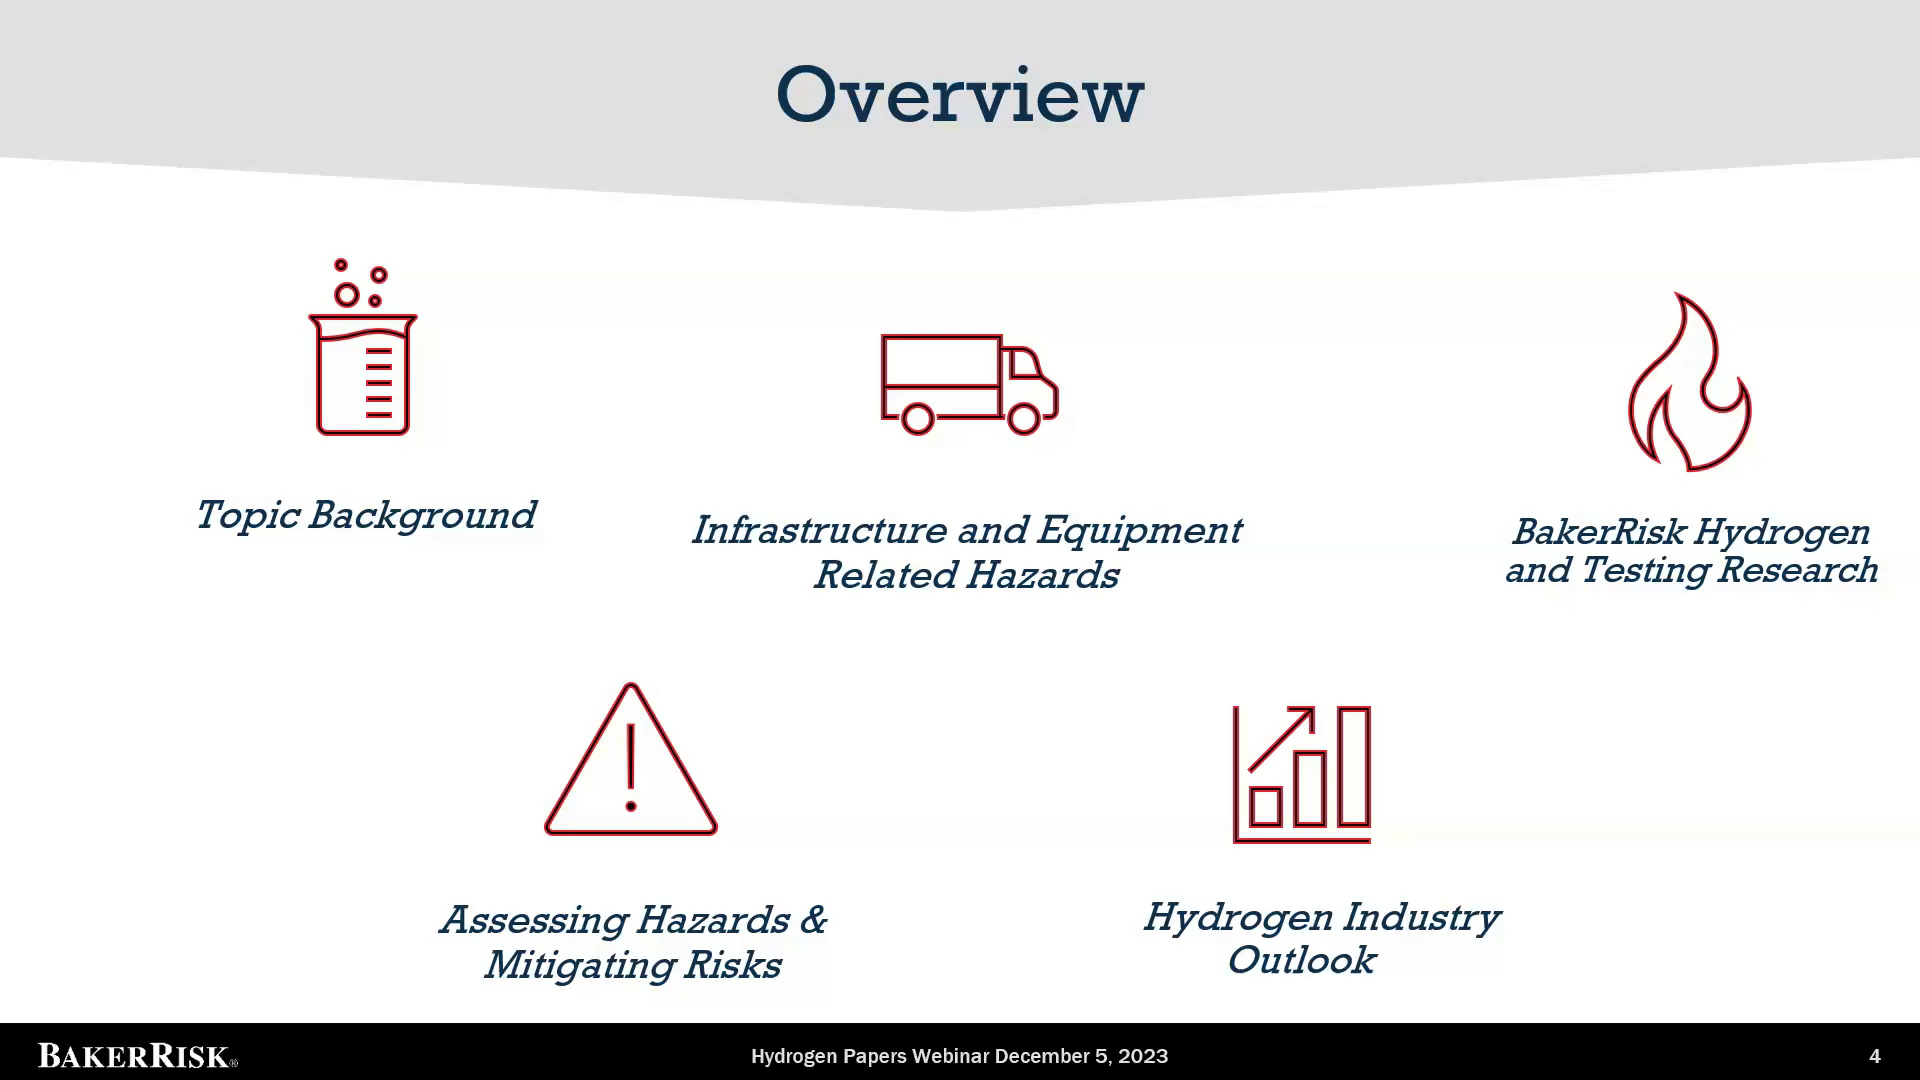 Overview
Topic Background
Infrastructure and Equipment
Related Hazards
BakerRisk Hydrogen
and Testing Research
Assessing Hazards &
Mitigating Risks
Hydrogen Industry
Outlook
BAKERRISK®
Hydrogen Papers Webinar December 5, 2023
4